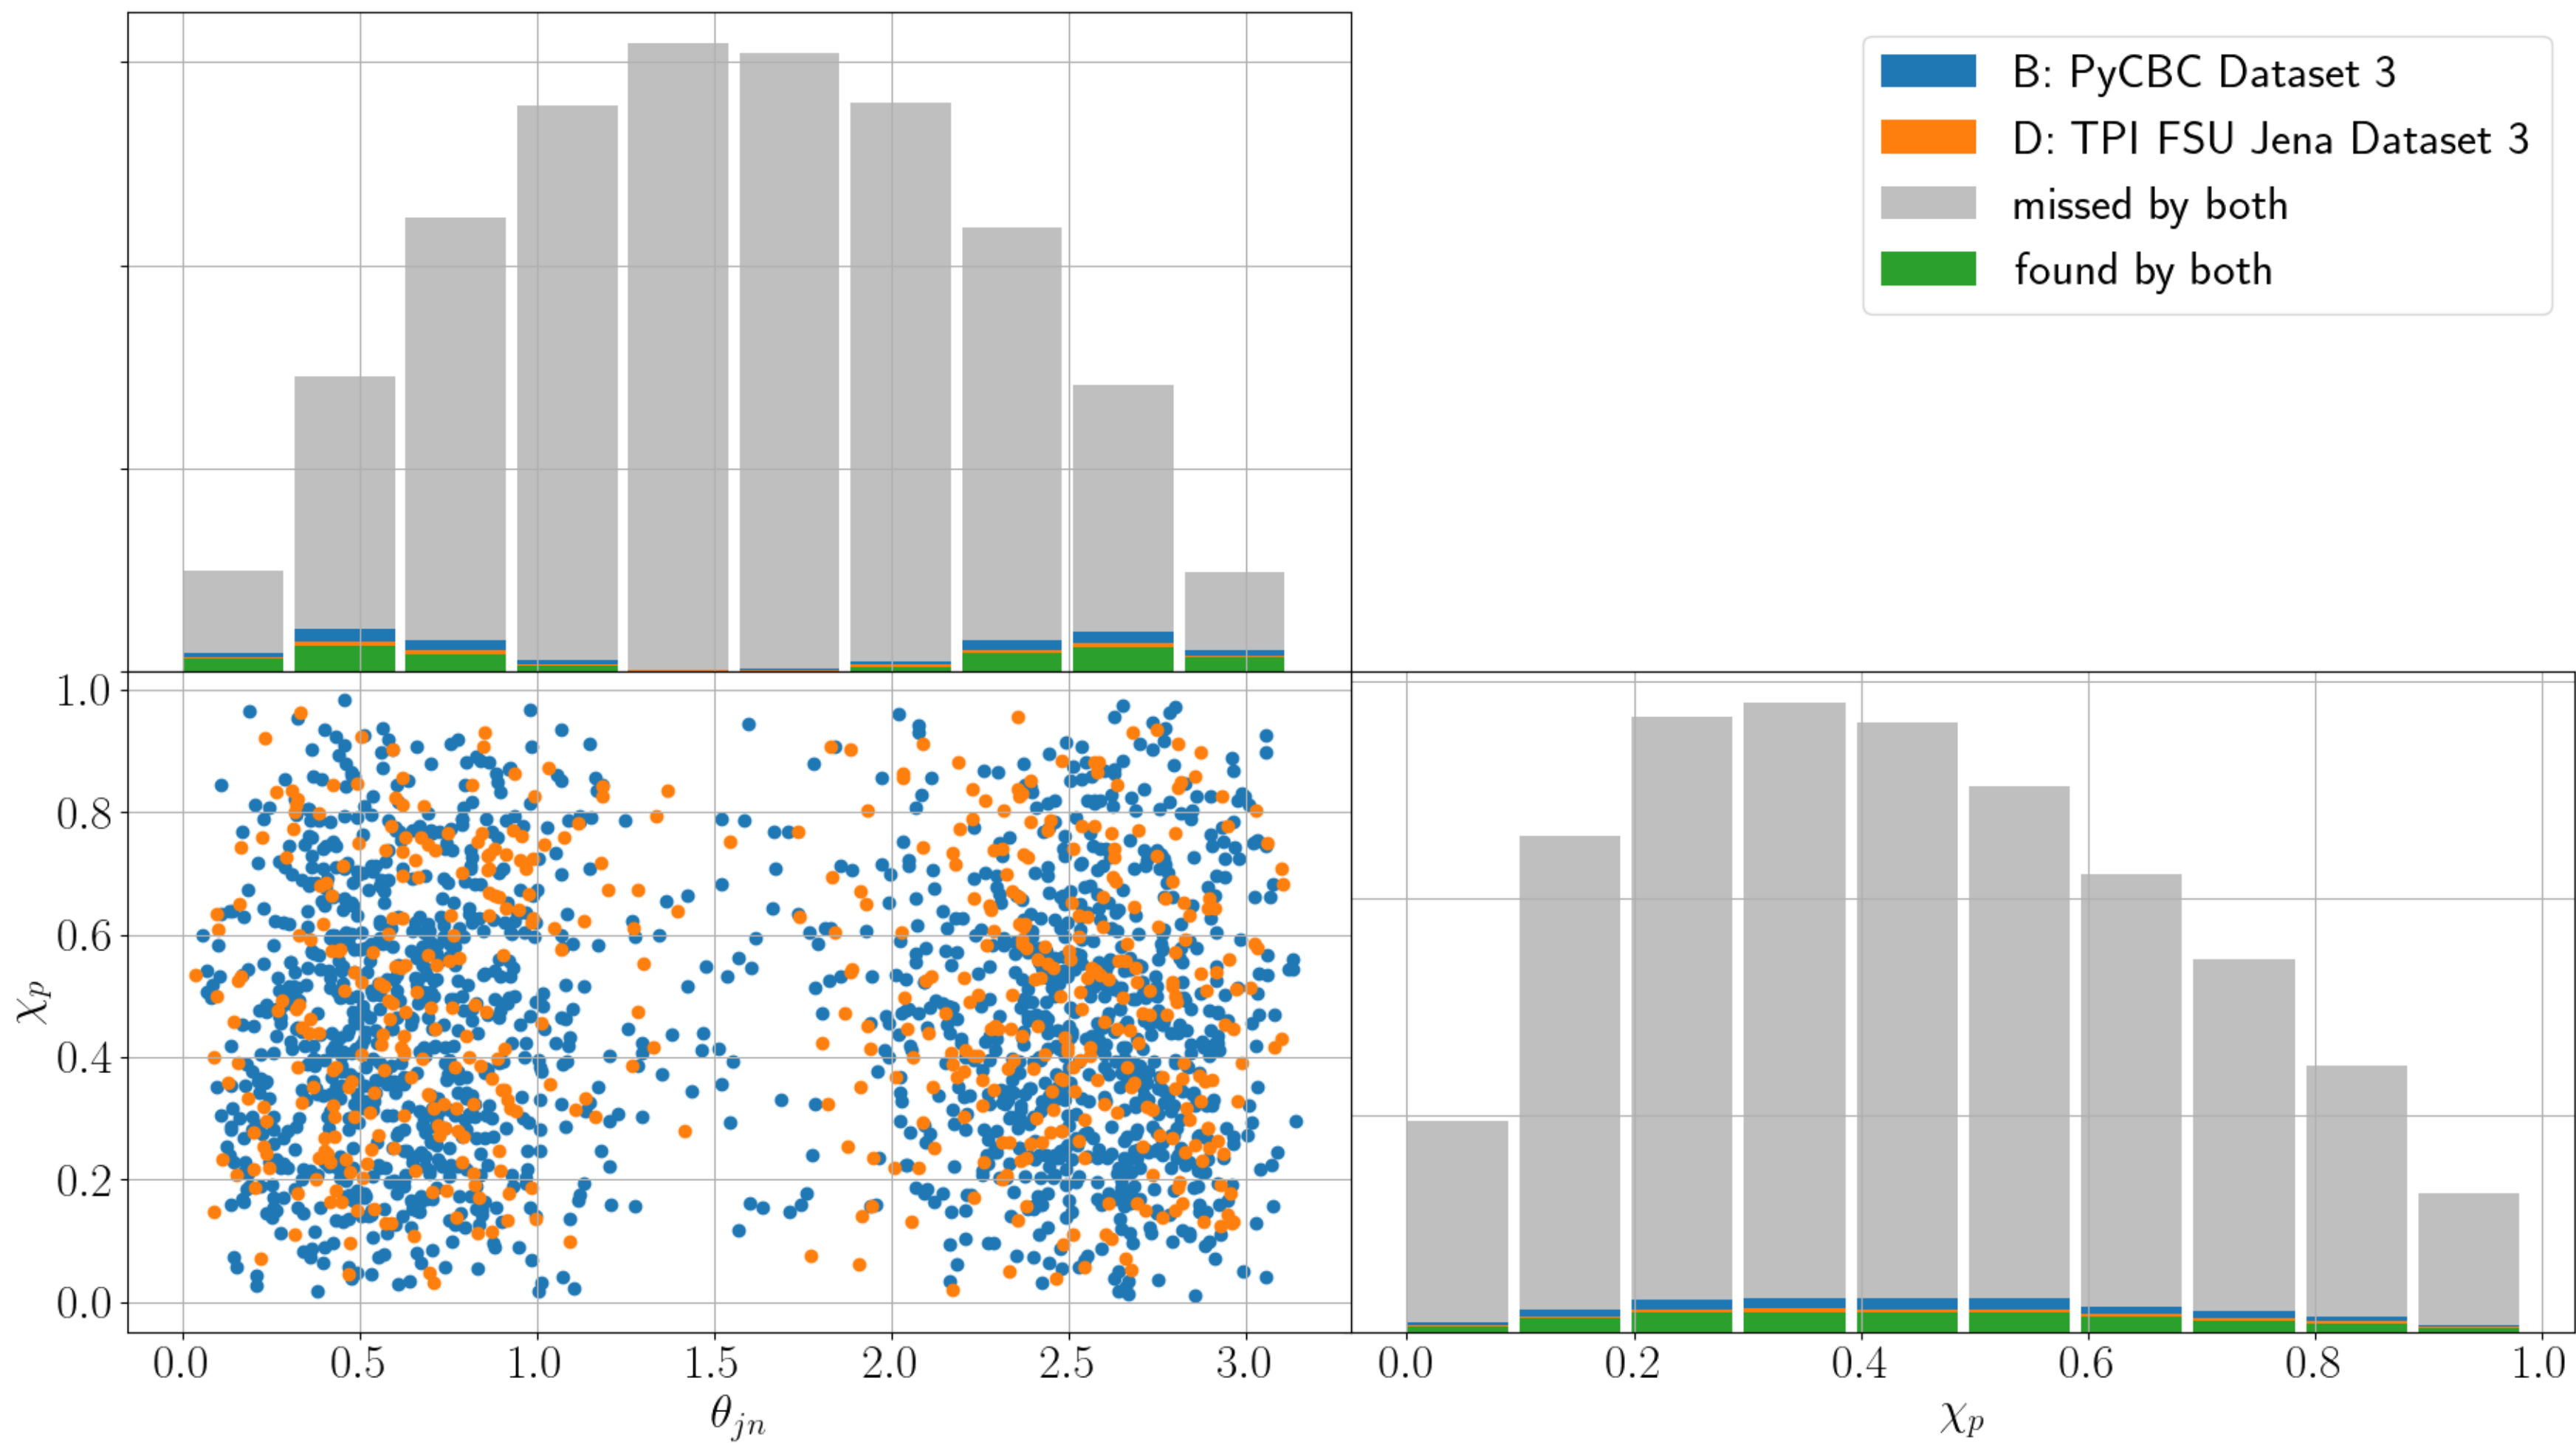 B: PyCBC Dataset 3
D: TPI FSU Jena Dataset 3
missed by both
found by both
1.0
0.8
0.6
0.4
0.2
0.0
χp
0.0 0.5 1.0 1.5 2.0 2.5 3.0
θjn
0.0 0.2 0.4 0.6 0.8 1.0
χp